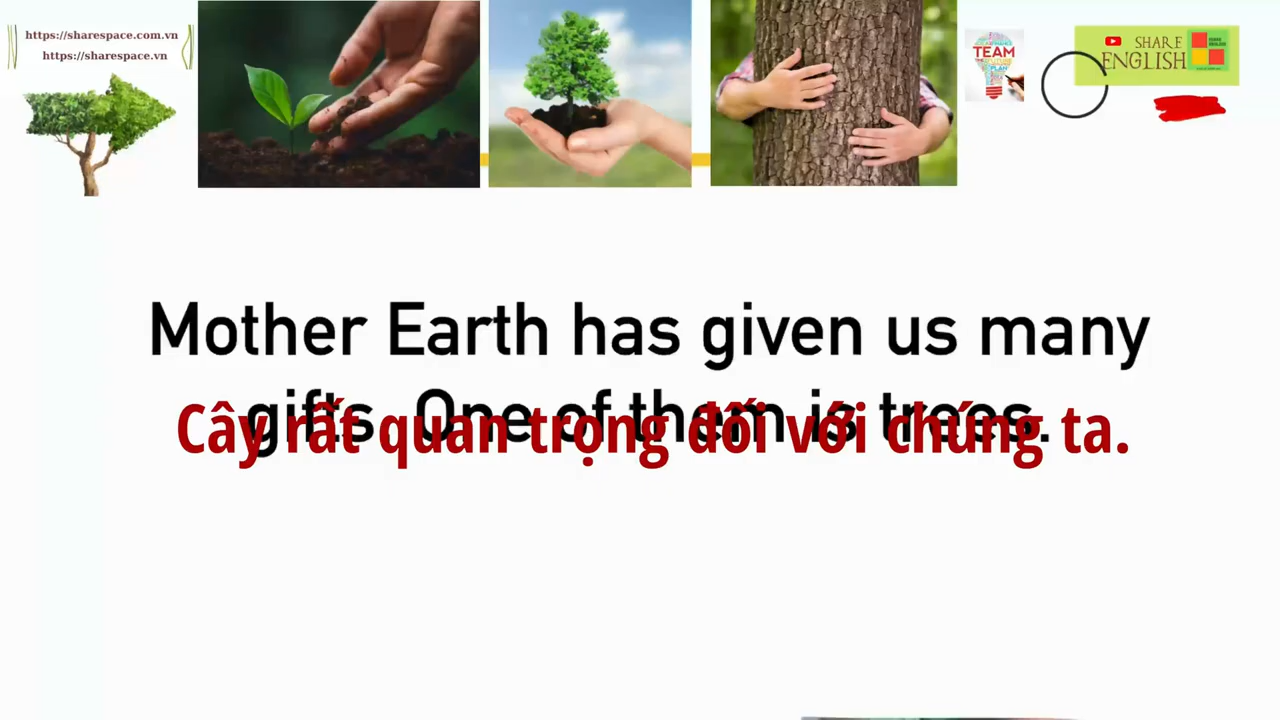 https://sharespace.com.vn
https://sharespace.vn
TEAM
PLAN
SHARE
ENGLISH
Mother Earth has given us many
gifts. One of them is trees.
Cây rất quan trọng đối với chúng ta.